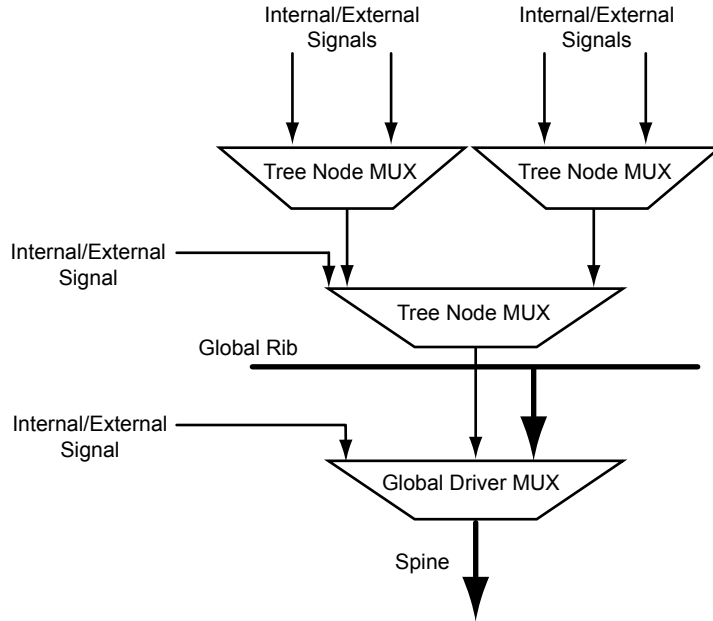 Internal/External
Signals
Internal/External
Signals
Tree Node MUX
Tree Node MUX
Internal/External
Signal
Tree Node MUX
Global Rib
Internal/External
Signal
Global Driver MUX
Spine